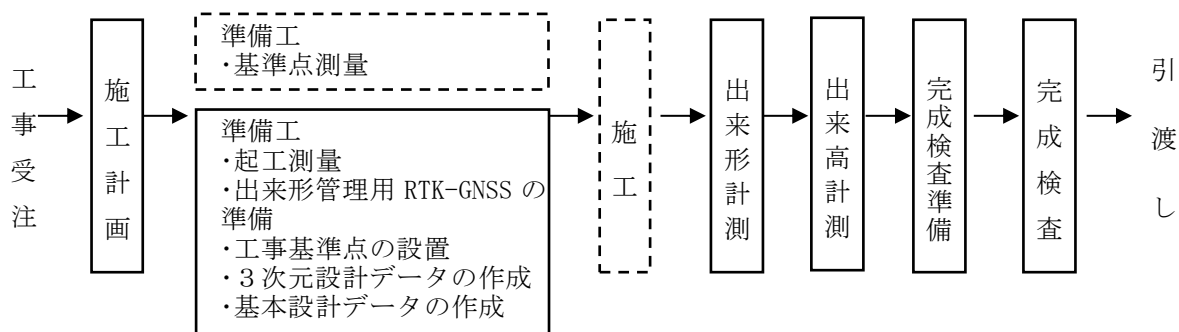 工事受注
施工計画
準備工
・基準点測量
準備工
・起工測量
・出来形管理用 RTK-GNSS の
準備
・工事基準点の設置
・３次元設計データの作成
・基本設計データの作成
施工
出来形計測
出来高計測
完成検査準備
完成検査
引渡し